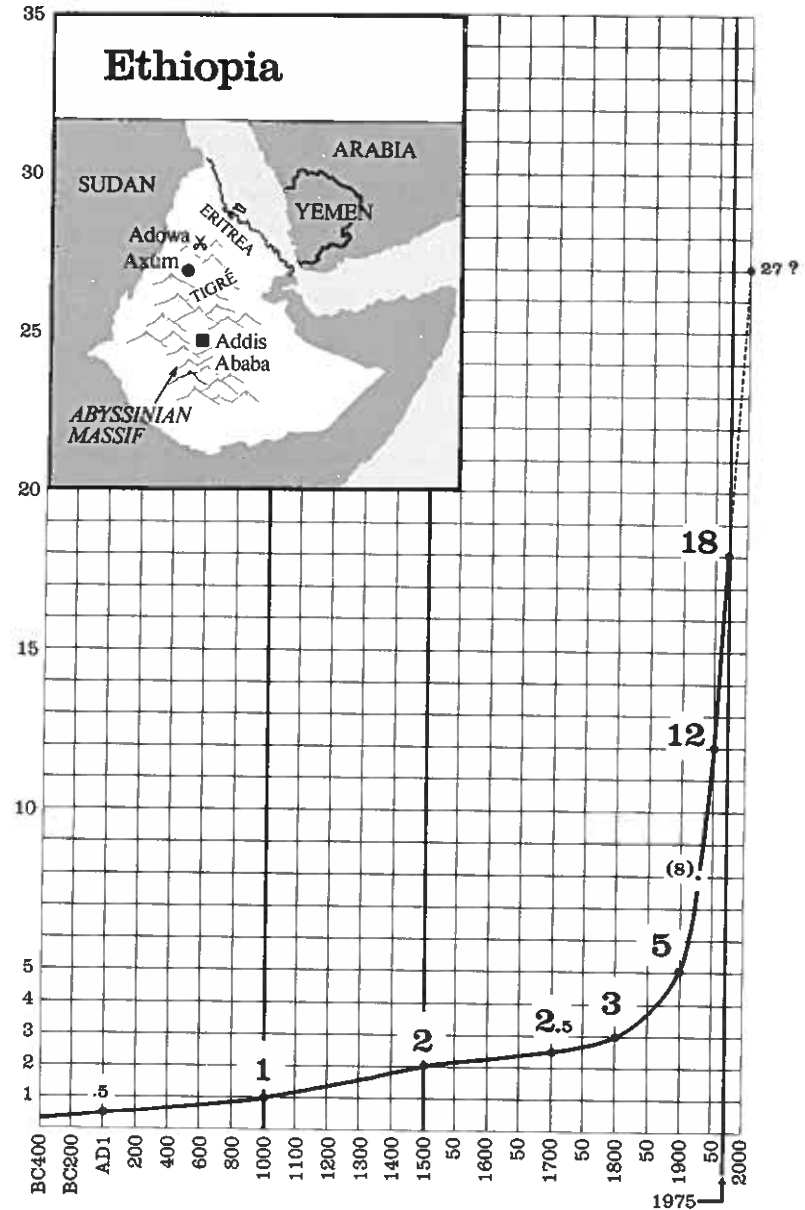 35
Ethiopia
30
25
20
15
10
5
4
3
2
1
ARABIA
SUDAN
YEMEN
ERITREA
Adowa
Axum
TIGRÉ
Addis
Ababa
ABYSSINIAN
MASSIF
27 ?
18
12
(8)
5
3
2.5
2
1
.5
BC400
BC200
AD1
200
400
600
800
1000
1100
1200
1300
1400
1500
50
1600
50
1700
50
1800
50
1900
50
2000
1975